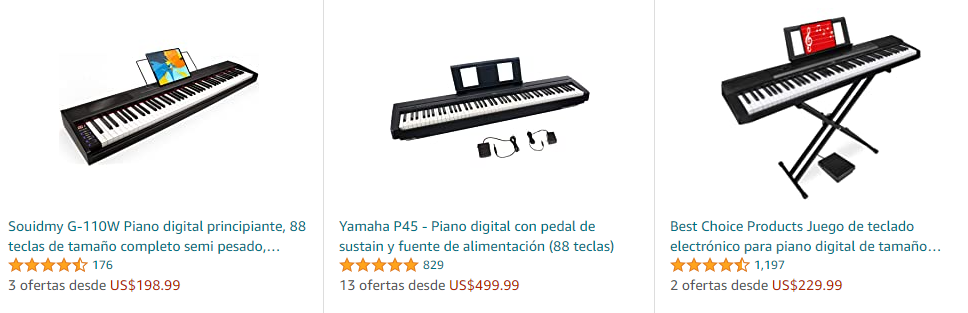 Souidmy G-110W Piano digital principiante, 88
teclas de tamaño completo semi pesado,…
176
3 ofertas desde US$198.99
Yamaha P45 - Piano digital con pedal de
sustain y fuente de alimentación (88 teclas)
829
13 ofertas desde US$499.99
Best Choice Products Juego de teclado
electrónico para piano digital de tamaño…
1,197
2 ofertas desde US$229.99